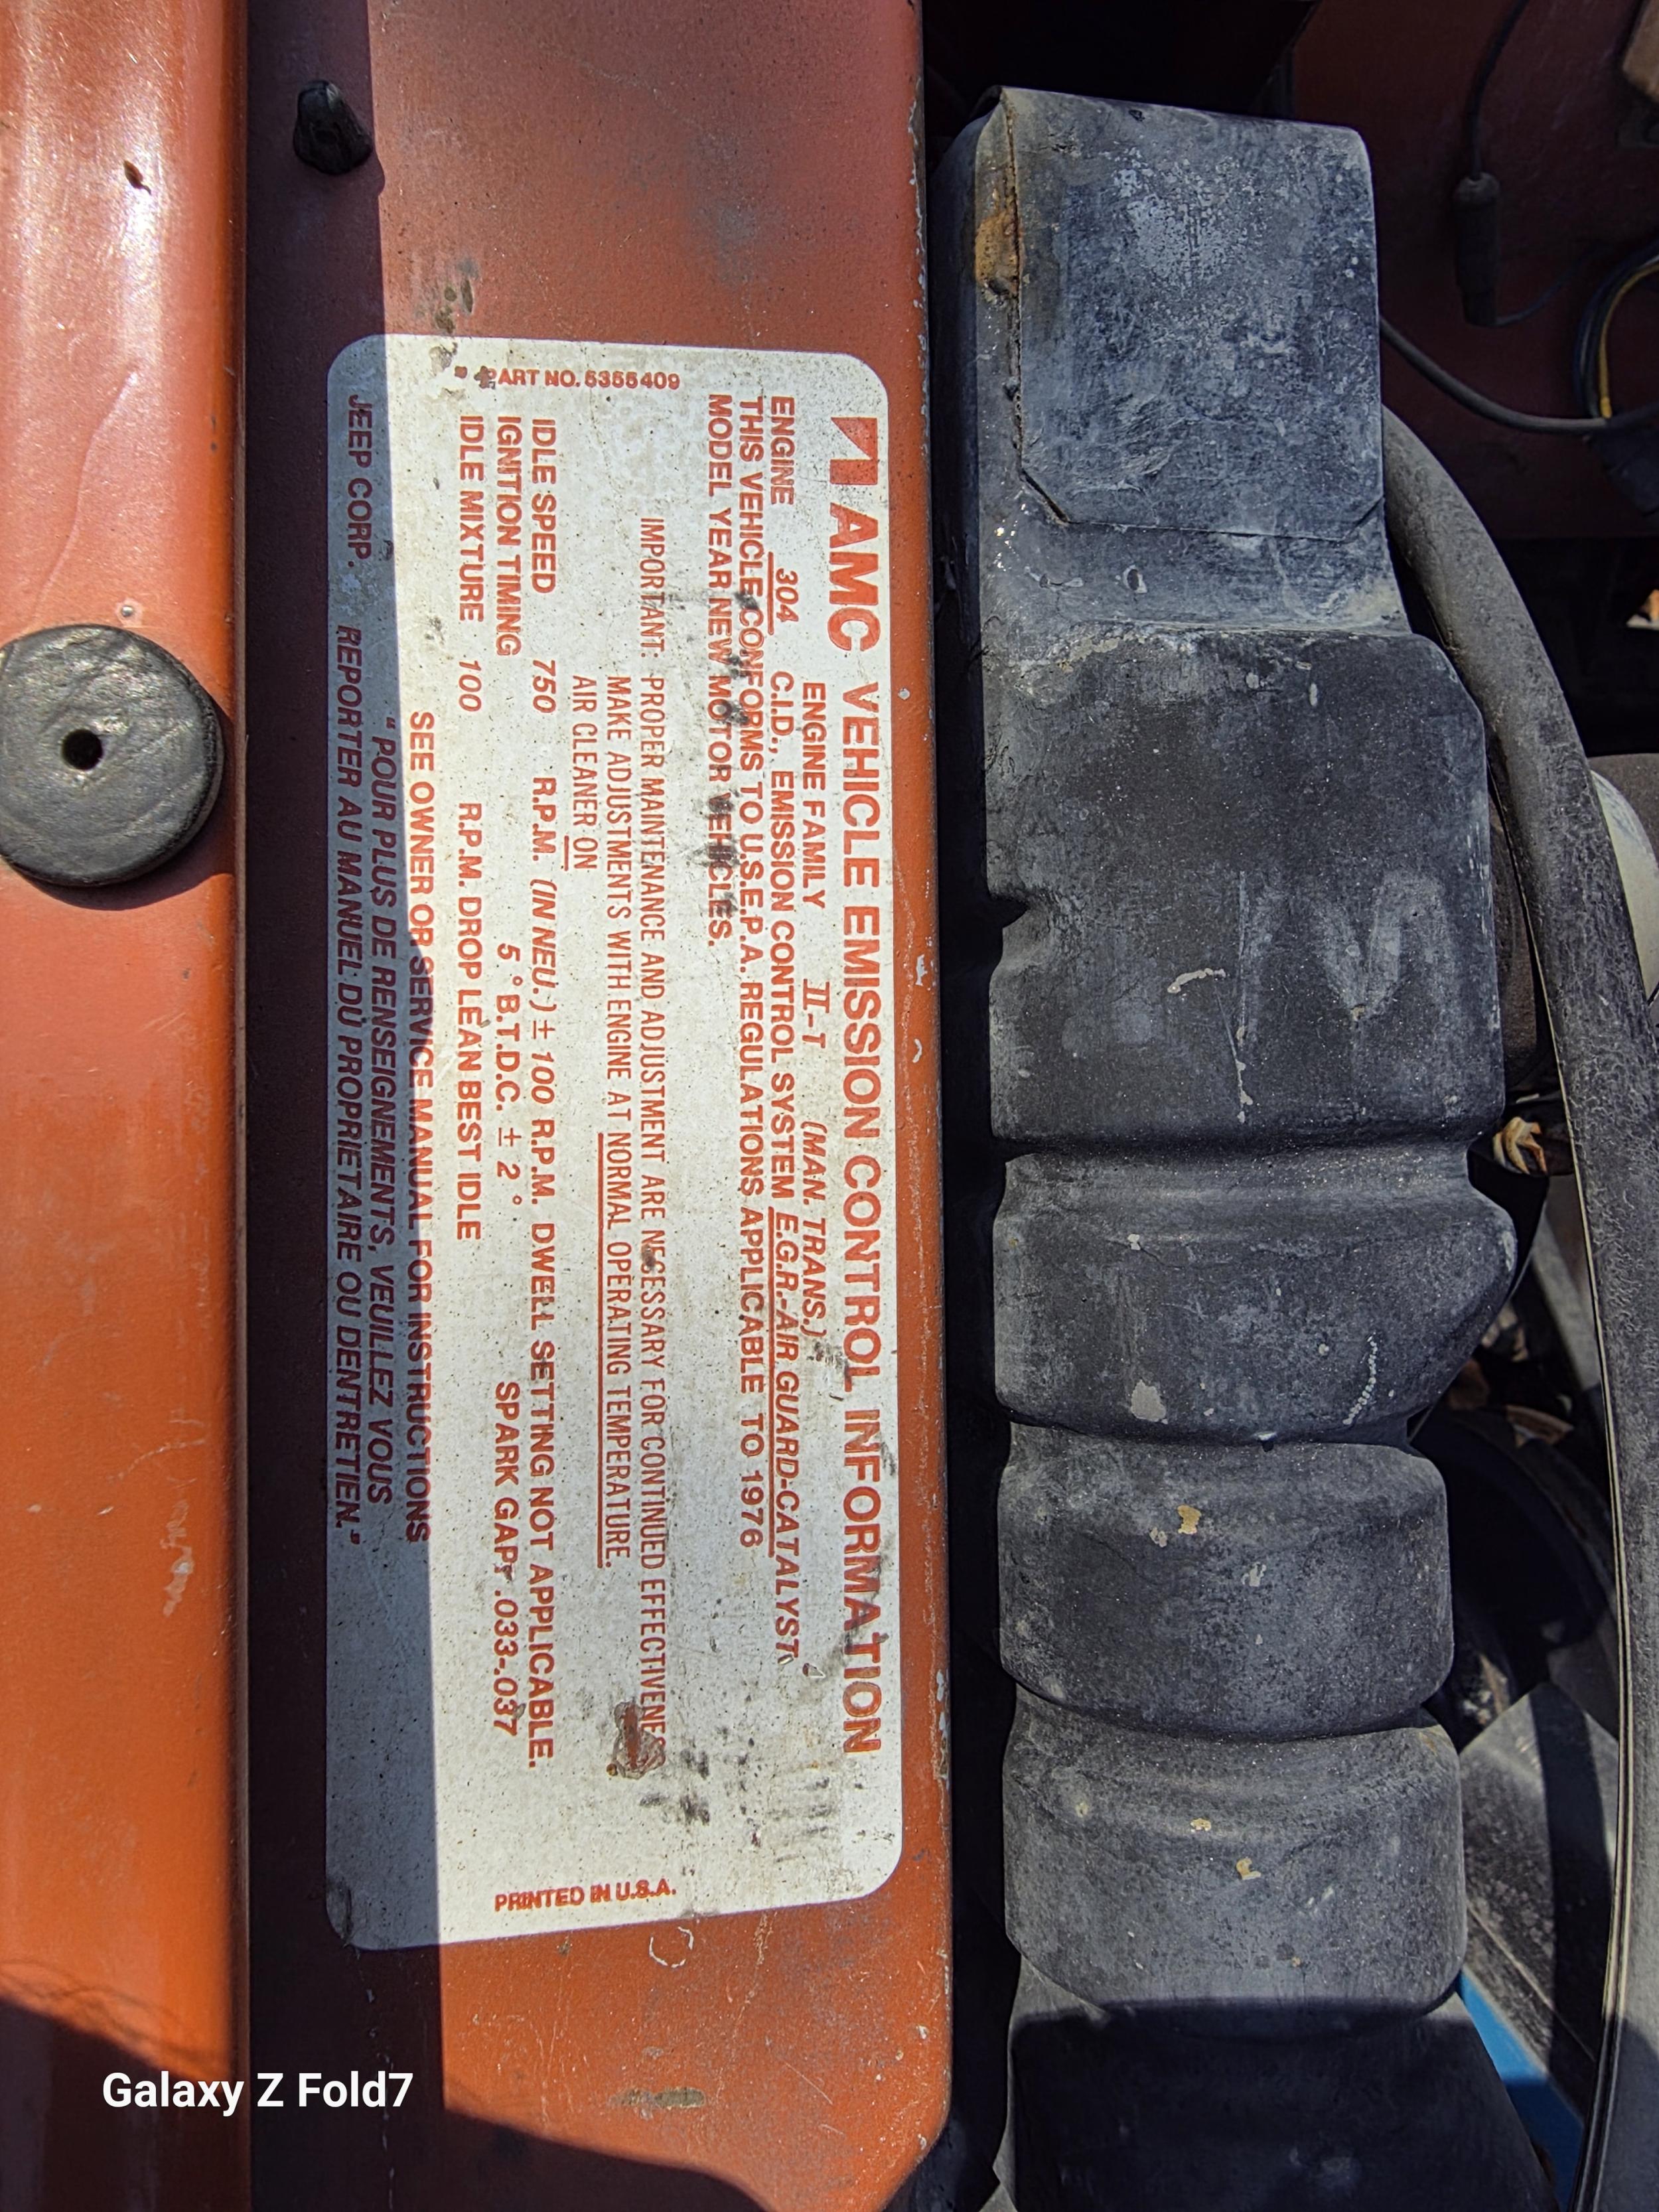 AMC VEHICLE EMISSION CONTROL INFORMATION
ENGINE FAMILY II-T (MAN. TRANS.)
ENGINE 304 C.I.D., EMISSION CONTROL SYSTEM E.G.R.-AIR GUARD-CATALYST
THIS VEHICLE CONFORMS TO U.S.E.P.A. REGULATIONS APPLICABLE TO 1976
MODEL YEAR NEW MOTOR VEHICLES.
PART NO. 5355409
IMPORTANT: PROPER MAINTENANCE AND ADJUSTMENT ARE NECESSARY FOR CONTINUED EFFECTIVENESS
MAKE ADJUSTMENTS WITH ENGINE AT NORMAL OPERATING TEMPERATURE.
AIR CLEANER ON
IDLE SPEED 750 R.P.M. (IN NEU.) ± 100 R.P.M. DWELL SETTING NOT APPLICABLE.
IGNITION TIMING 5° B.T.D.C. ± 2° SPARK GAP: .033-.037
IDLE MIXTURE 100 R.P.M. DROP LEAN BEST IDLE
SEE OWNER OR SERVICE MANUAL FOR INSTRUCTIONS
"POUR PLUS DE RENSEIGNEMENTS, VEUILLEZ VOUS
JEEP CORP. REPORTER AU MANUEL DU PROPRIETAIRE OU DENTRETIEN."
PRINTED IN U.S.A.
Galaxy Z Fold7